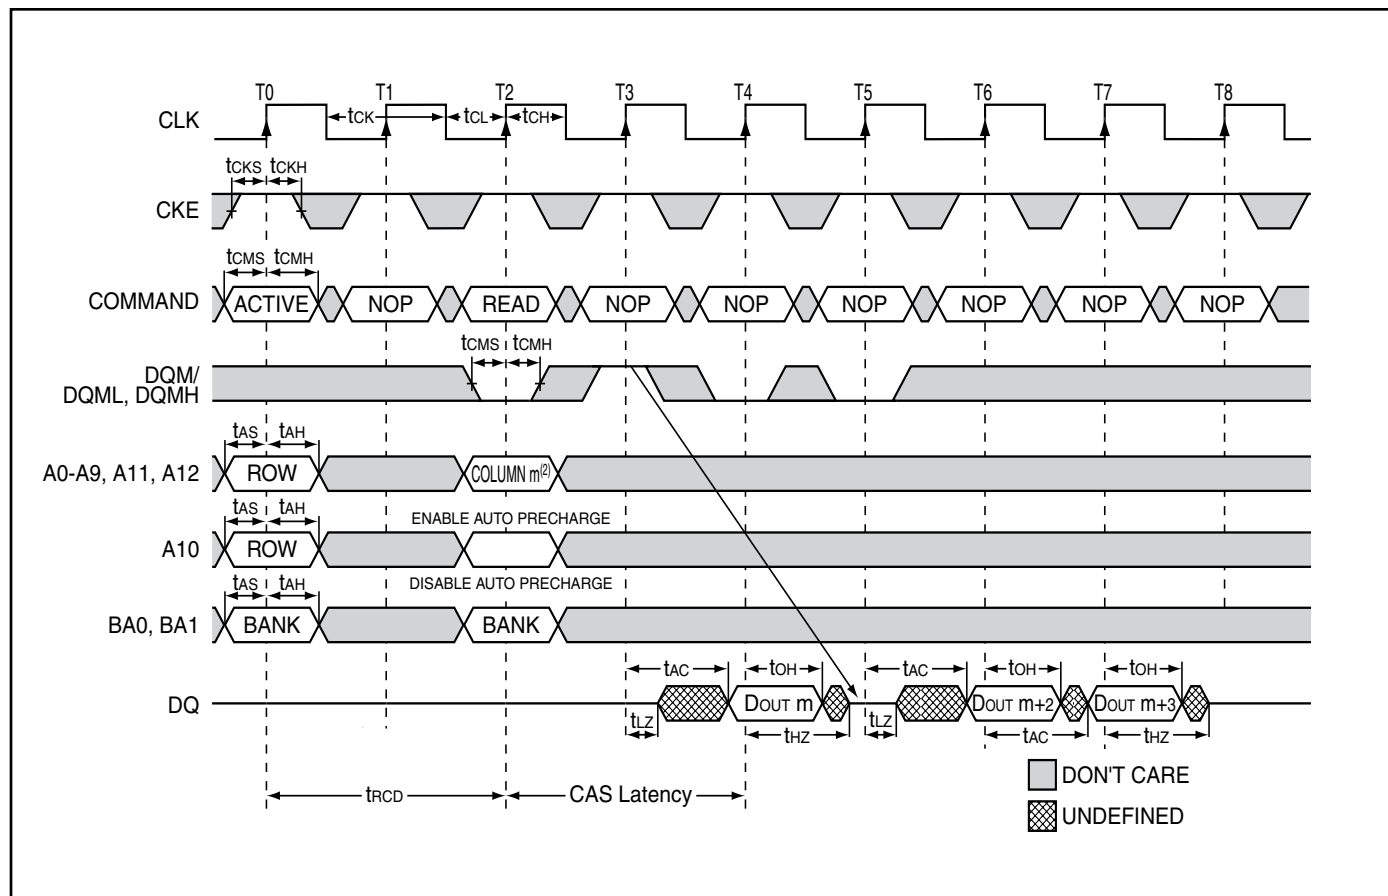 T0 T1 T2 T3 T4 T5 T6 T7 T8
CLK
tCK tCL tCH
tCKS tCKH
CKE
tCMS tCMH
COMMAND
ACTIVE NOP READ NOP NOP NOP NOP NOP NOP
tCMS tCMH
DQM/
DQML, DQMH
tAS tAH
A0-A9, A11, A12
ROW COLUMN m(2)
tAS tAH
ENABLE AUTO PRECHARGE
A10
ROW
tAS tAH
DISABLE AUTO PRECHARGE
BA0, BA1
BANK BANK
tAC tOH tAC tOH tOH
DQ
DOUT m DOUT m+2 DOUT m+3
tLZ tHZ tLZ tAC tHZ
tRCD CAS Latency
DON'T CARE
UNDEFINED